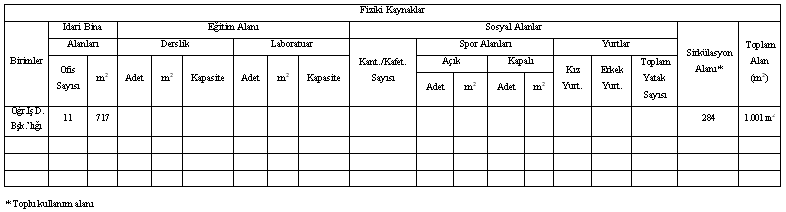 Fiziki Kaynaklar
Birimler
İdari Bina
Alanları
Eğitim Alanı
Sosyal Alanlar
Sirkülasyon
Alanı*
Toplam
Alan
(m²)
Derslik
Laboratuar
Kant./Kafet.
Sayısı
Spor Alanları
Yurtlar
Ofis
Sayısı
m²
Adet
m²
Kapasite
Adet
m²
Kapasite
Açık
Kapalı
Kız
Yurt.
Erkek
Yurt.
Toplam
Yatak
Sayısı
Adet
m²
Adet
m²
Öğr.İş D.
Bşk.'lığı
11
717
284
1.001 m²
* Toplu kullanım alanı